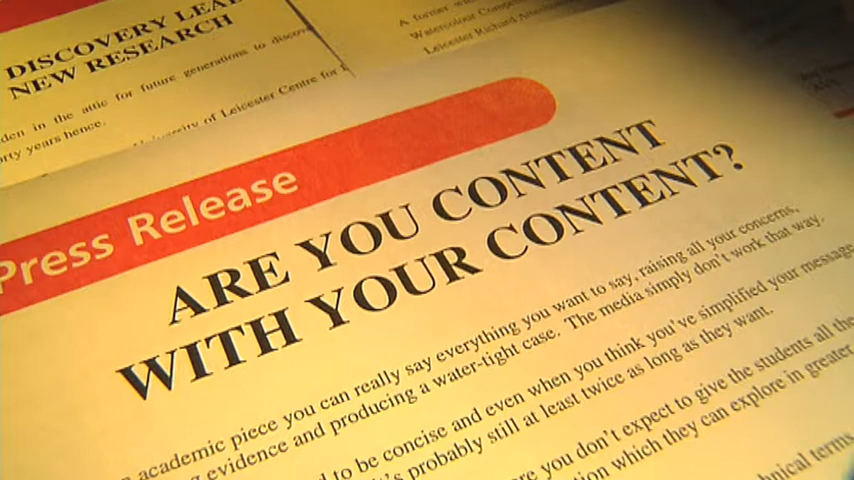 DISCOVERY LEA
NEW RESEARCH
den in the attic for future generations to discov
orty years hence.
University of Leicester Centre for
A former
Watercolour Compe
Leicester Richard
Press Release
ARE YOU CONTENT
WITH YOUR CONTENT?
academic piece you can really say everything you want to say, raising all your concerns,
evidence and producing a water-tight case. The media simply don't work that way.
to be concise and even when you think you've simplified your message
probably still at least twice as long as they want.
you don't expect to give the students all the
which they can explore in greater
terms